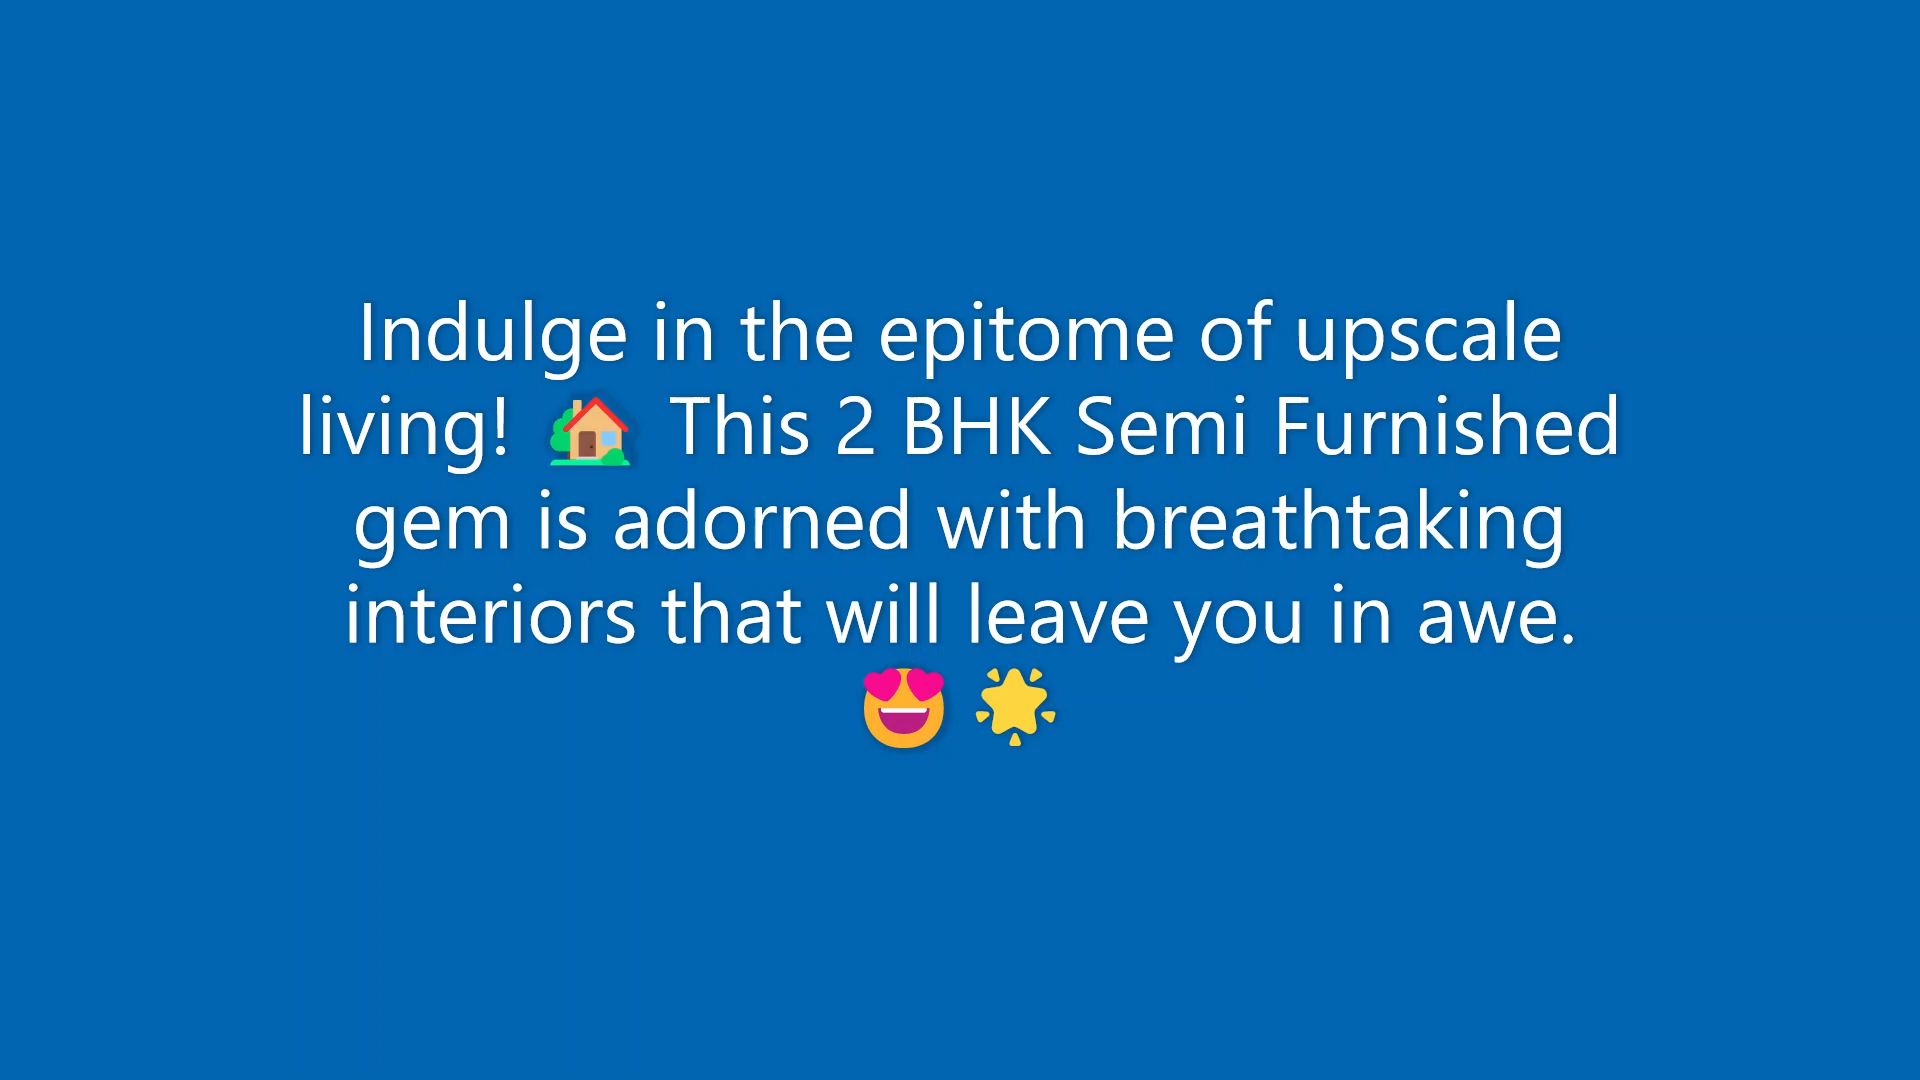 Indulge in the epitome of upscale
living! 🏡 This 2 BHK Semi Furnished
gem is adorned with breathtaking
interiors that will leave you in awe.
😍 🌟